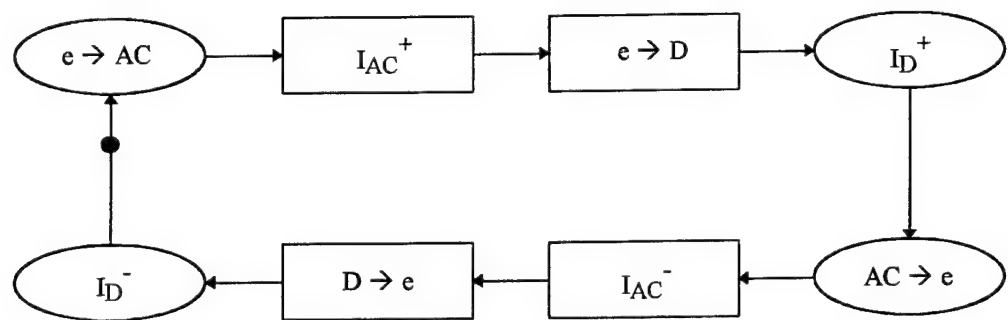 e → AC
I_AC^+
e → D
I_D^+
I_D^-
D → e
I_AC^-
AC → e